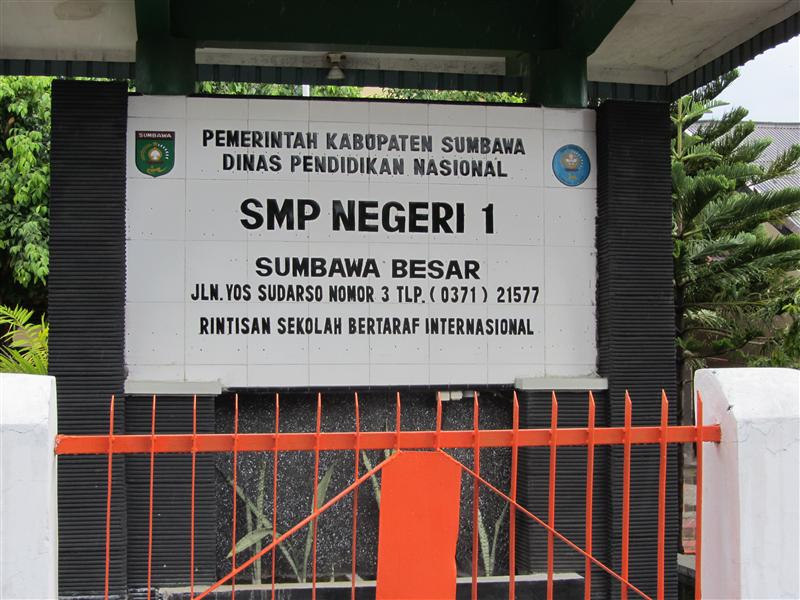 SUMBAWA
PEMERINTAH KABUPATEN SUMBAWA
DINAS PENDIDIKAN NASIONAL
SMP NEGERI 1
SUMBAWA BESAR
JLN.YOS SUDARSO NOMOR 3 TLP.(0371) 21577
RINTISAN SEKOLAH BERTARAF INTERNASIONAL